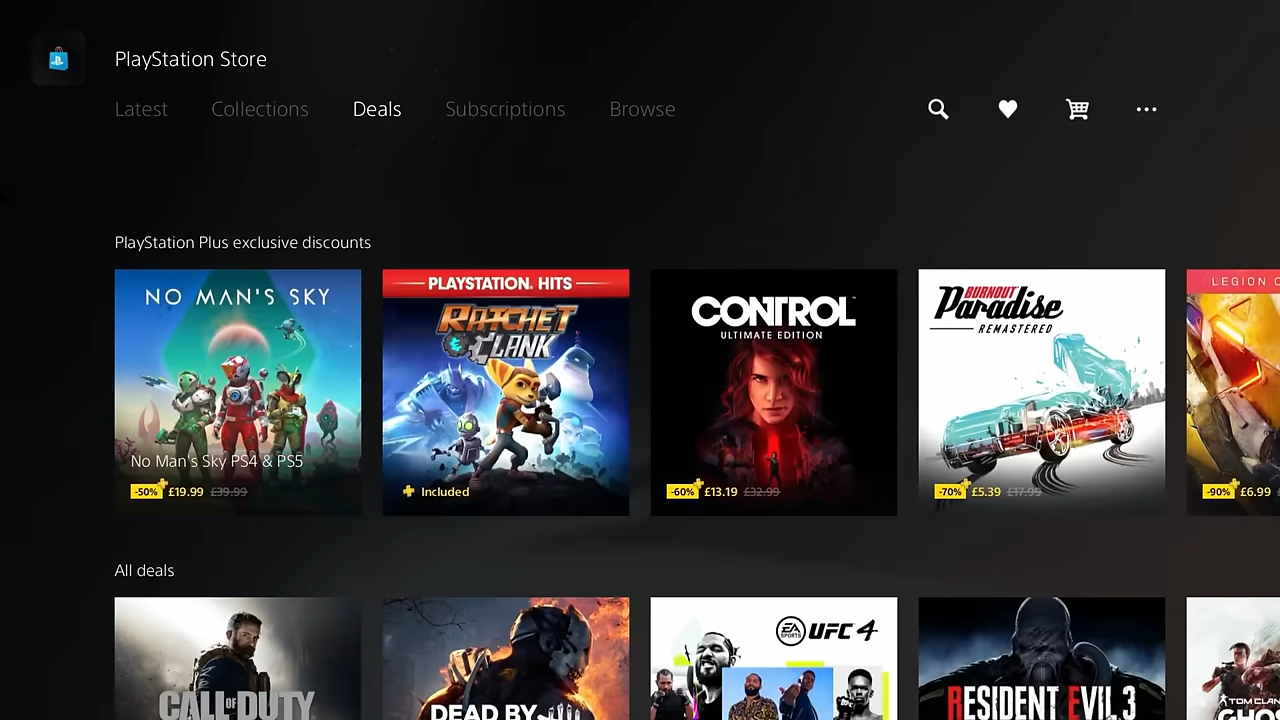 PlayStation Store
Latest Collections Deals Subscriptions Browse
PlayStation Plus exclusive discounts
NO MAN'S SKY
No Man's Sky PS4 & PS5
-50% £19.99 £39.99
PLAYSTATION HITS
RATCHET
CLANK
Included
CONTROL
ULTIMATE EDITION
-60% £13.19 £32.99
BURNOUT
Paradise
REMASTERED
-70% £5.39 £17.99
LEGION
-90% £6.99
All deals
CALL OF DUTY
DEAD BY
EA SPORTS UFC 4
RESIDENT EVIL 3